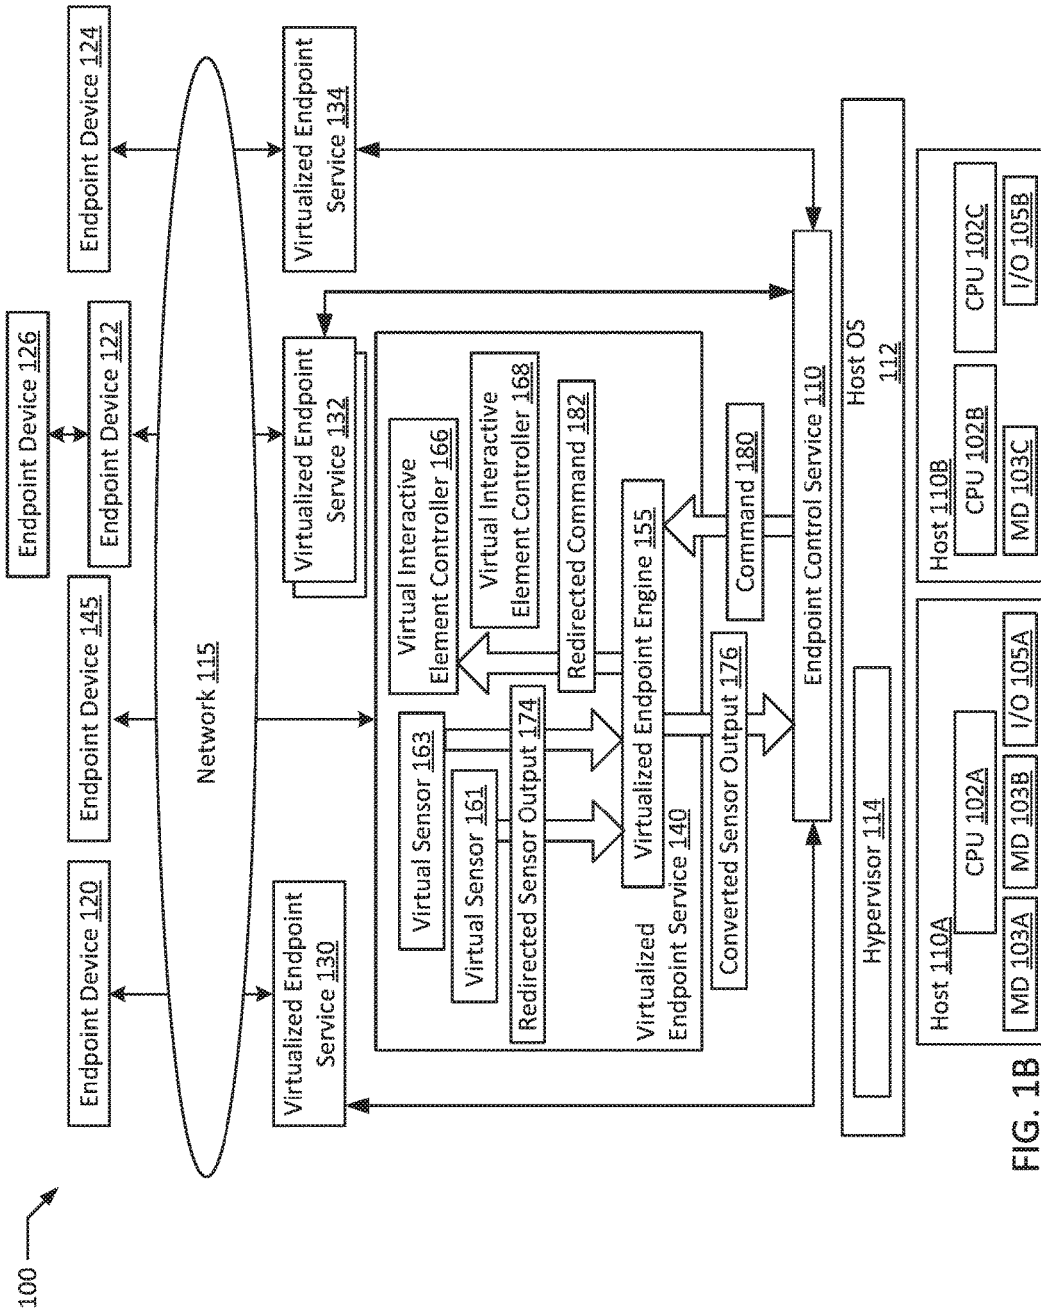 100
Endpoint Device 126
Endpoint Device 120
Endpoint Device 145
Endpoint Device 122
Endpoint Device 124
Network 115
Virtualized Endpoint
Service 130
Virtualized Endpoint
Service 132
Virtualized Endpoint
Service 134
Virtual Sensor 163
Virtual Sensor 161
Redirected Sensor Output 174
Virtual Interactive
Element Controller 166
Virtual Interactive
Element Controller 168
Redirected Command 182
Virtualized Endpoint Engine 155
Virtualized
Endpoint Service 140
Converted Sensor Output 176
Command 180
Endpoint Control Service 110
Host OS
112
Hypervisor 114
Host 110A
CPU 102A
MD 103A
MD 103B
I/O 105A
Host 110B
CPU 102B
CPU 102C
MD 103C
I/O 105B
FIG. 1B